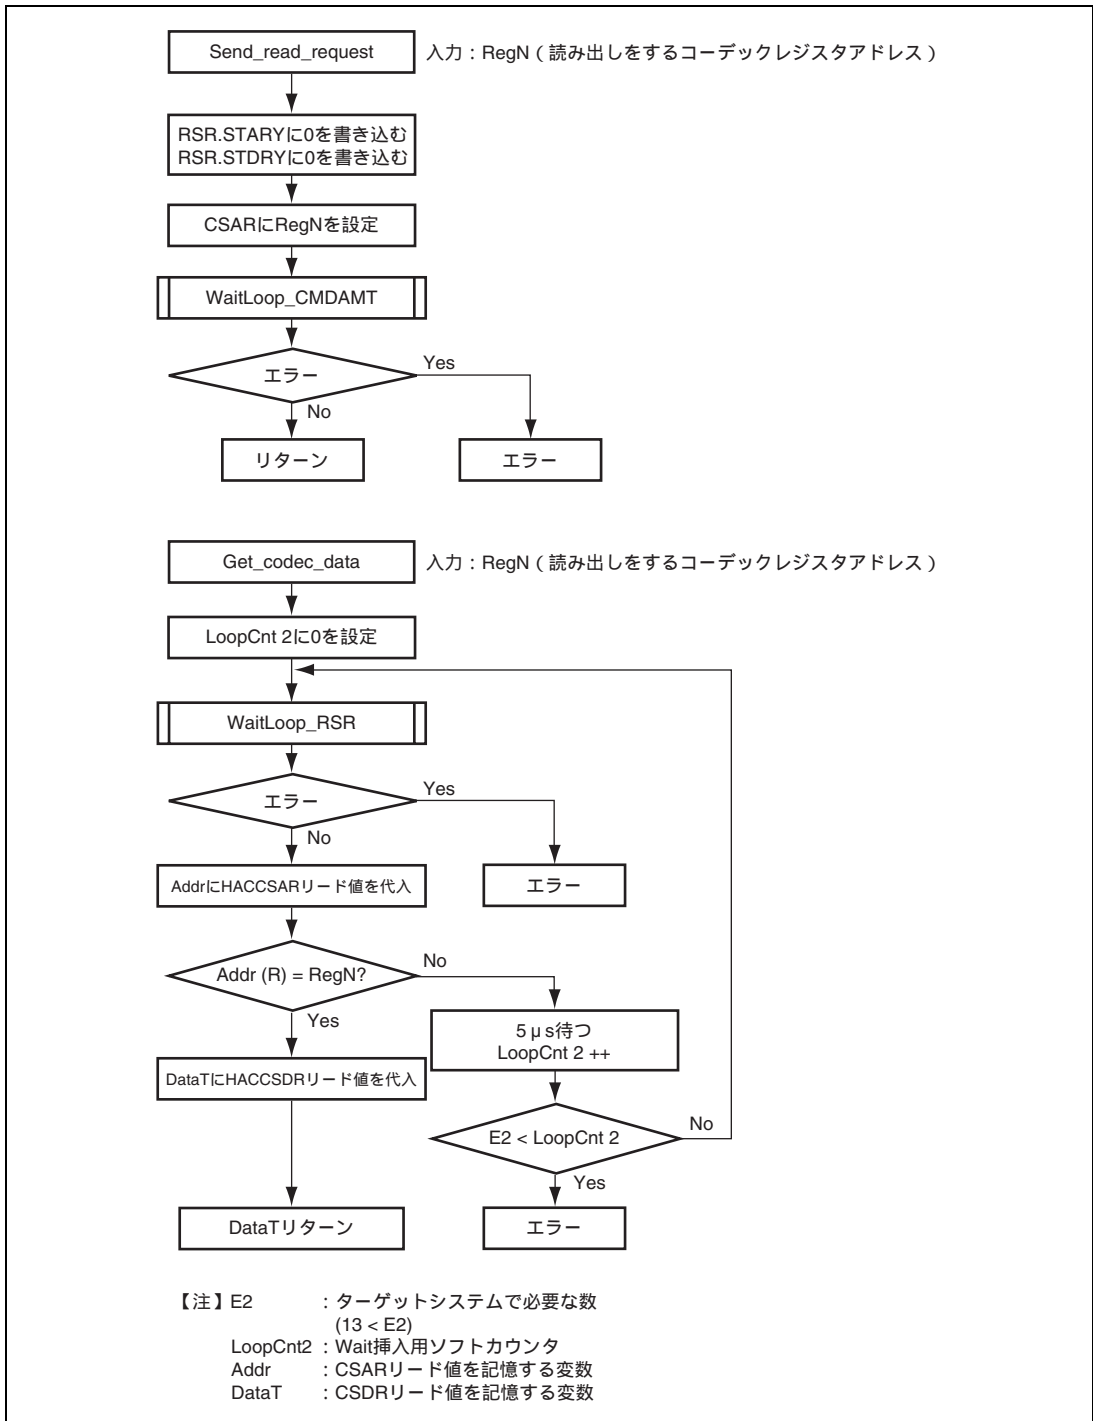 Send_read_request
入力：RegN（読み出しをするコーデックレジスタアドレス）
RSR.STARYに0を書き込む
RSR.STDRYに0を書き込む
CSARにRegNを設定
WaitLoop_CMDAMT
エラー
Yes
No
リターン
エラー
Get_codec_data
入力：RegN（読み出しをするコーデックレジスタアドレス）
LoopCnt 2に0を設定
WaitLoop_RSR
エラー
Yes
No
AddrにHACCSARリード値を代入
エラー
Addr (R) = RegN?
No
Yes
5 μs待つ
LoopCnt 2 ++
DataTにHACCSDRリード値を代入
E2 < LoopCnt 2
No
Yes
DataTリターン
エラー
【注】E2 ：ターゲットシステムで必要な数
(13 < E2)
LoopCnt2 ：Wait挿入用ソフトカウンタ
Addr ：CSARリード値を記憶する変数
DataT ：CSDRリード値を記憶する変数